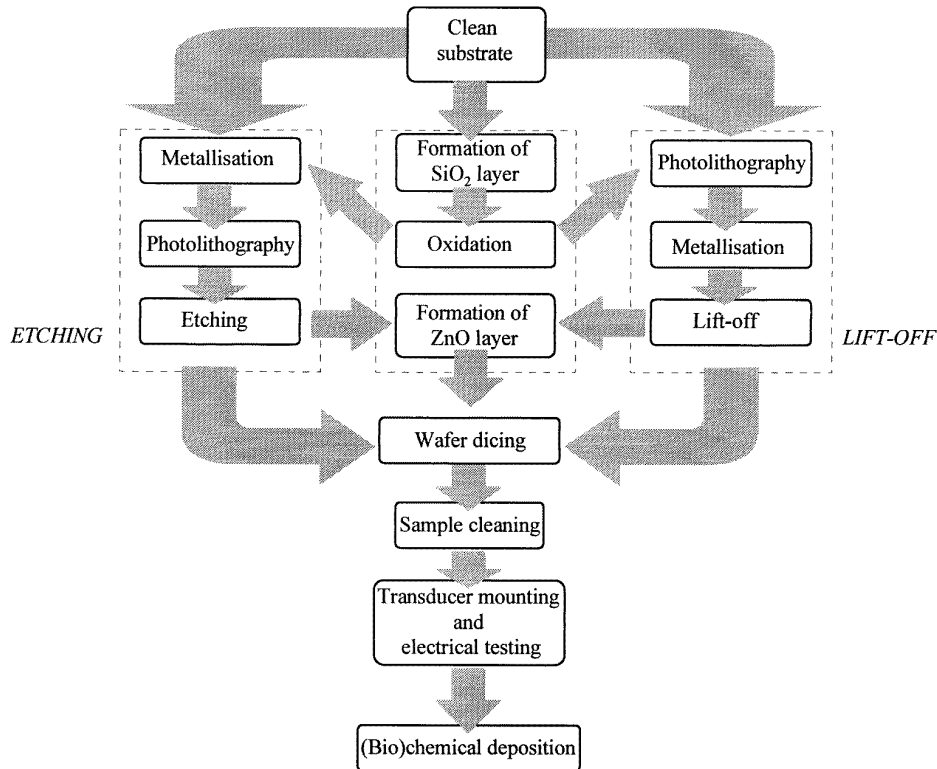 Clean
substrate
Metallisation
Photolithography
Etching
ETCHING
Formation of
SiO₂ layer
Oxidation
Formation of
ZnO layer
Photolithography
Metallisation
Lift-off
LIFT-OFF
Wafer dicing
Sample cleaning
Transducer mounting
and
electrical testing
(Bio)chemical deposition